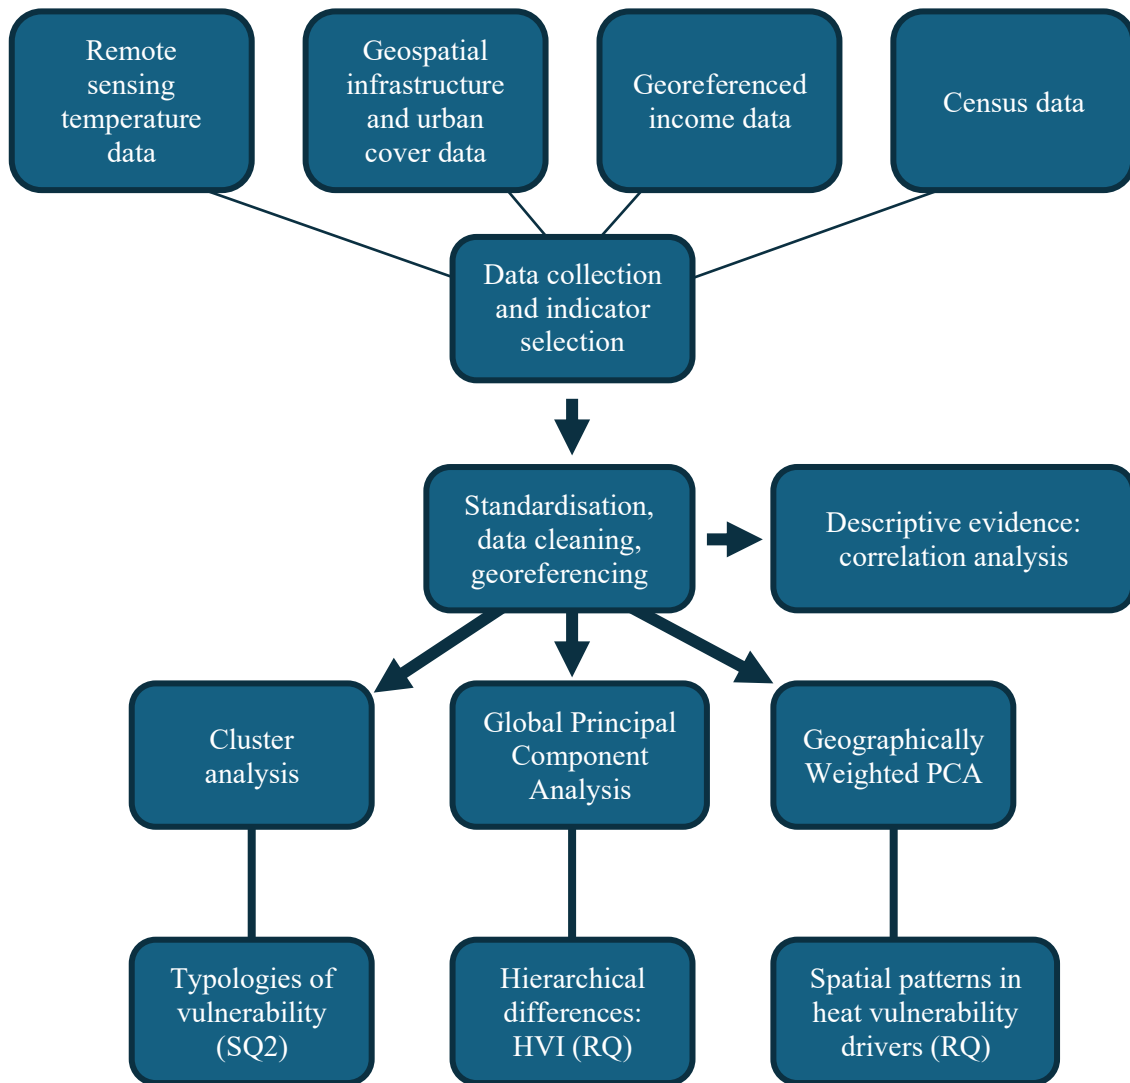 Remote
sensing
temperature
data
Geospatial
infrastructure
and urban
cover data
Georeferenced
income data
Census data
Data collection
and indicator
selection
Standardisation,
data cleaning,
georeferencing
Descriptive evidence:
correlation analysis
Cluster
analysis
Global Principal
Component
Analysis
Geographically
Weighted PCA
Typologies of
vulnerability
(SQ2)
Hierarchical
differences:
HVI (RQ)
Spatial patterns in
heat vulnerability
drivers (RQ)